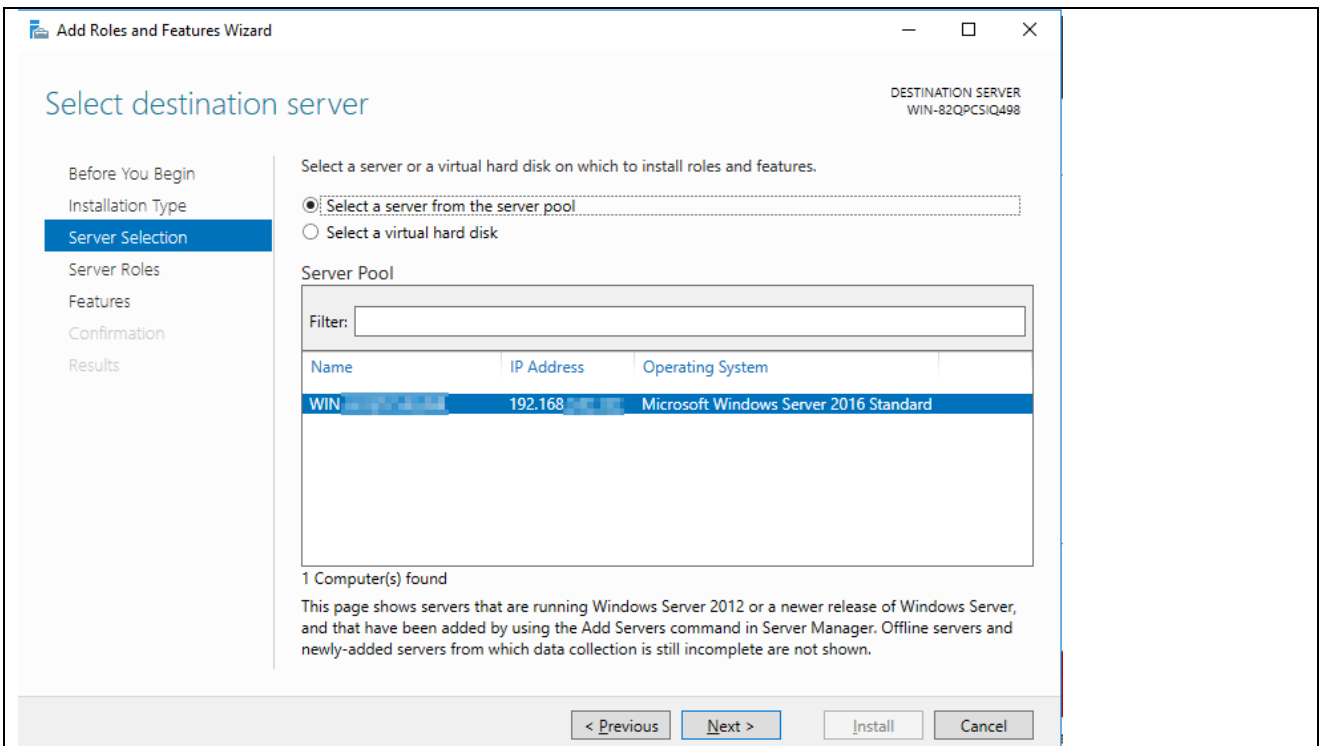 Add Roles and Features Wizard
Select destination server
DESTINATION SERVER
WIN-82QPCSIQ498
Before You Begin
Installation Type
Server Selection
Server Roles
Features
Confirmation
Results
Select a server or a virtual hard disk on which to install roles and features.
Select a server from the server pool
Select a virtual hard disk
Server Pool
Filter:
Name IP Address Operating System
WIN 192.168 Microsoft Windows Server 2016 Standard
1 Computer(s) found
This page shows servers that are running Windows Server 2012 or a newer release of Windows Server,
and that have been added by using the Add Servers command in Server Manager. Offline servers and
newly-added servers from which data collection is still incomplete are not shown.
< Previous Next > Install Cancel